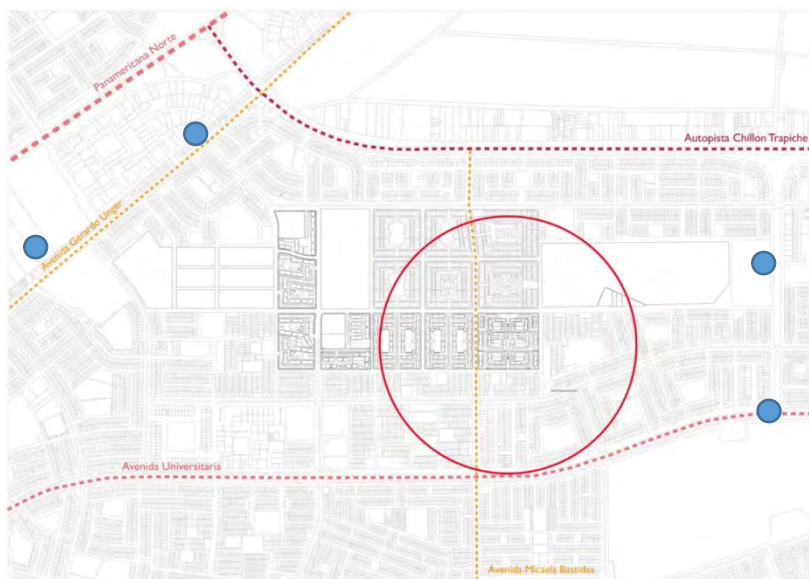 Panamericana Norte
Autopista Chillon Trapiche
Avenida Gerardo Unger
Avenida Universitaria
Avenida Micaela Bastidas